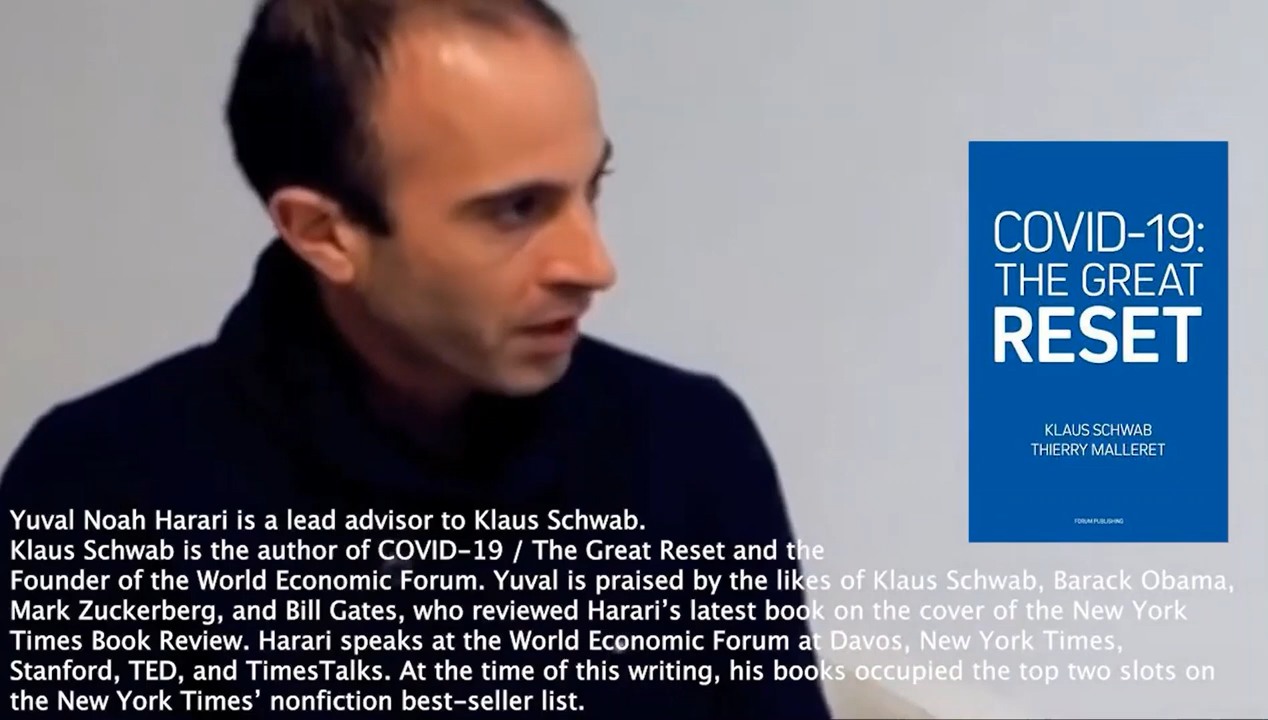 COVID-19:
THE GREAT
RESET
KLAUS SCHWAB
THIERRY MALLERET
FORUM PUBLISHING
Yuval Noah Harari is a lead advisor to Klaus Schwab.
Klaus Schwab is the author of COVID-19 / The Great Reset and the
Founder of the World Economic Forum. Yuval is praised by the likes of Klaus Schwab, Barack Obama,
Mark Zuckerberg, and Bill Gates, who reviewed Harari's latest book on the cover of the New York
Times Book Review. Harari speaks at the World Economic Forum at Davos, New York Times,
Stanford, TED, and TimesTalks. At the time of this writing, his books occupied the top two slots on
the New York Times' nonfiction best-seller list.